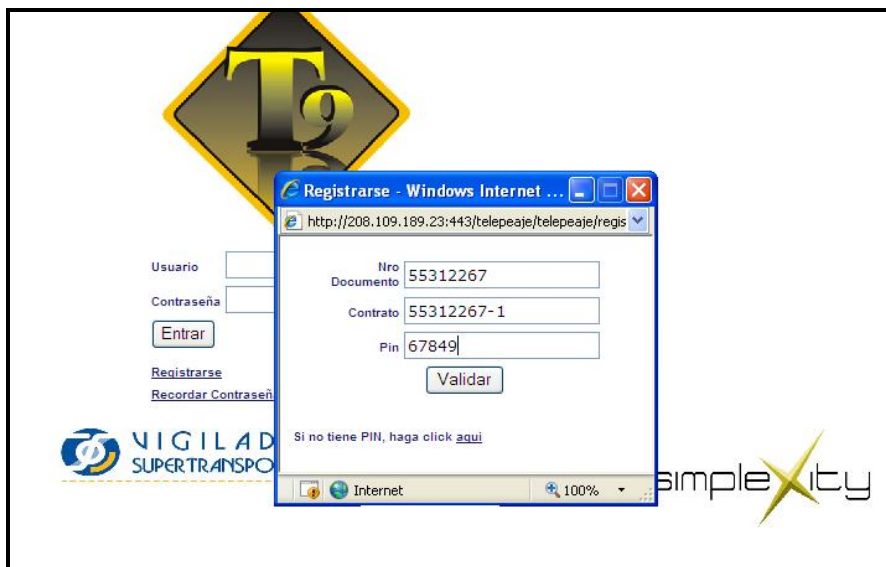 T9
Registrarse - Windows Internet ...
http://208.109.189.23:443/telepeaje/telepeaje/regis
Usuario
Contraseña
Entrar
Registrarse
Recordar Contraseñ
Nro Documento 55312267
Contrato 55312267-1
Pin 67849
Validar
Si no tiene PIN, haga click aqui
Internet 100%
VIGILAD
SUPERTRANSPO
simplexity